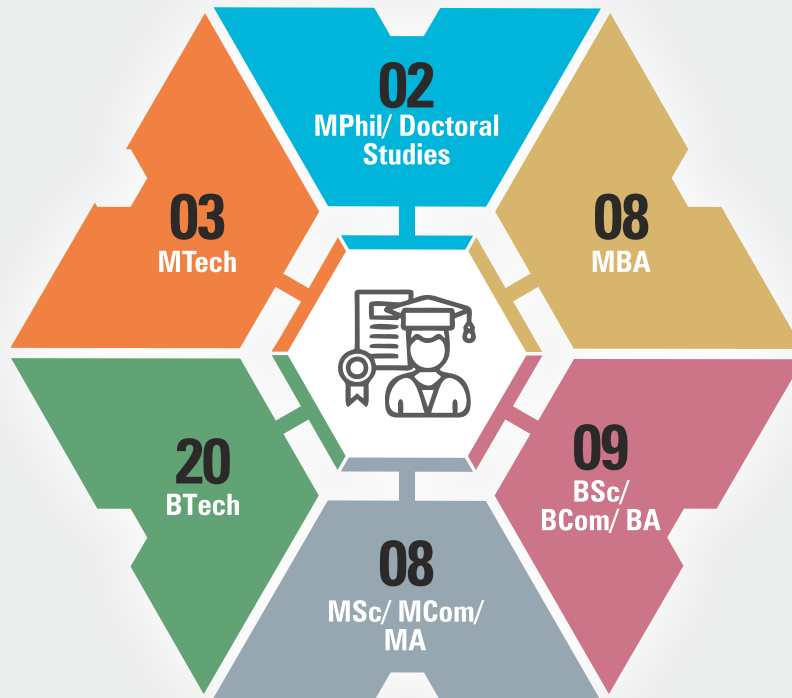 02
MPhil/ Doctoral
Studies
03
MTech
08
MBA
20
BTech
09
BSc/
BCom/ BA
08
MSc/ MCom/
MA